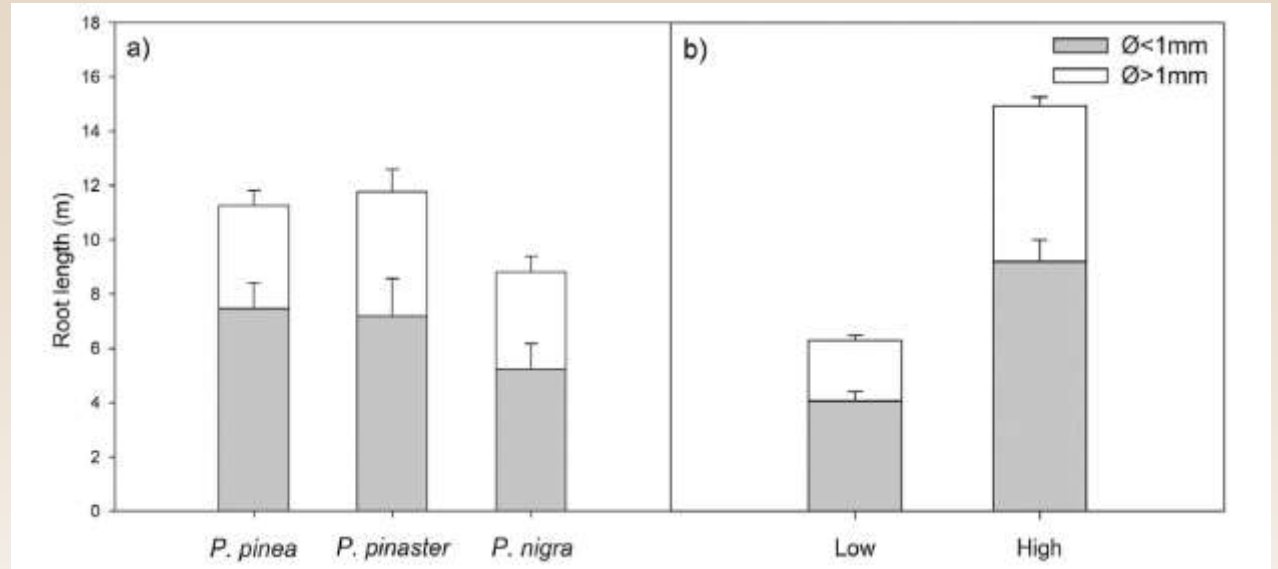 a)
b)
Ø<1mm
Ø>1mm
Root length (m)
18
16
14
12
10
8
6
4
2
0
P. pinea
P. pinaster
P. nigra
Low
High